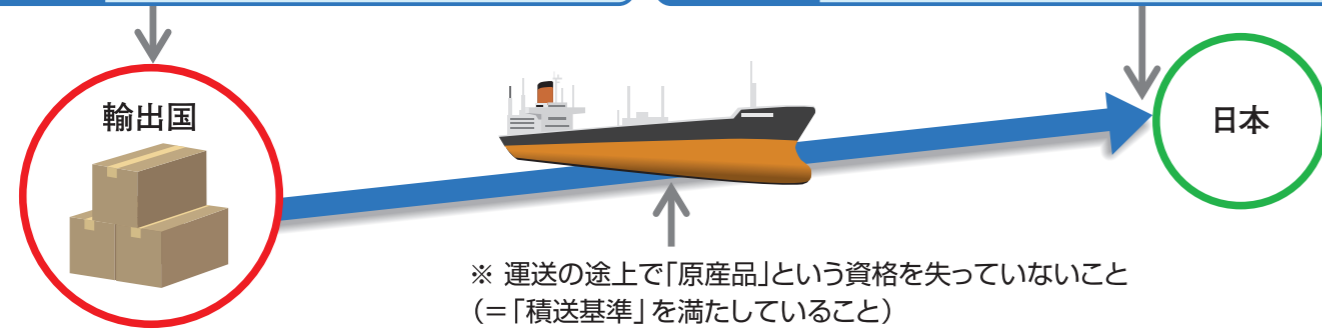 輸出国
日本
※ 運送の途上で「原産品」という資格を失っていないこと
（＝「積送基準」を満たしていること）